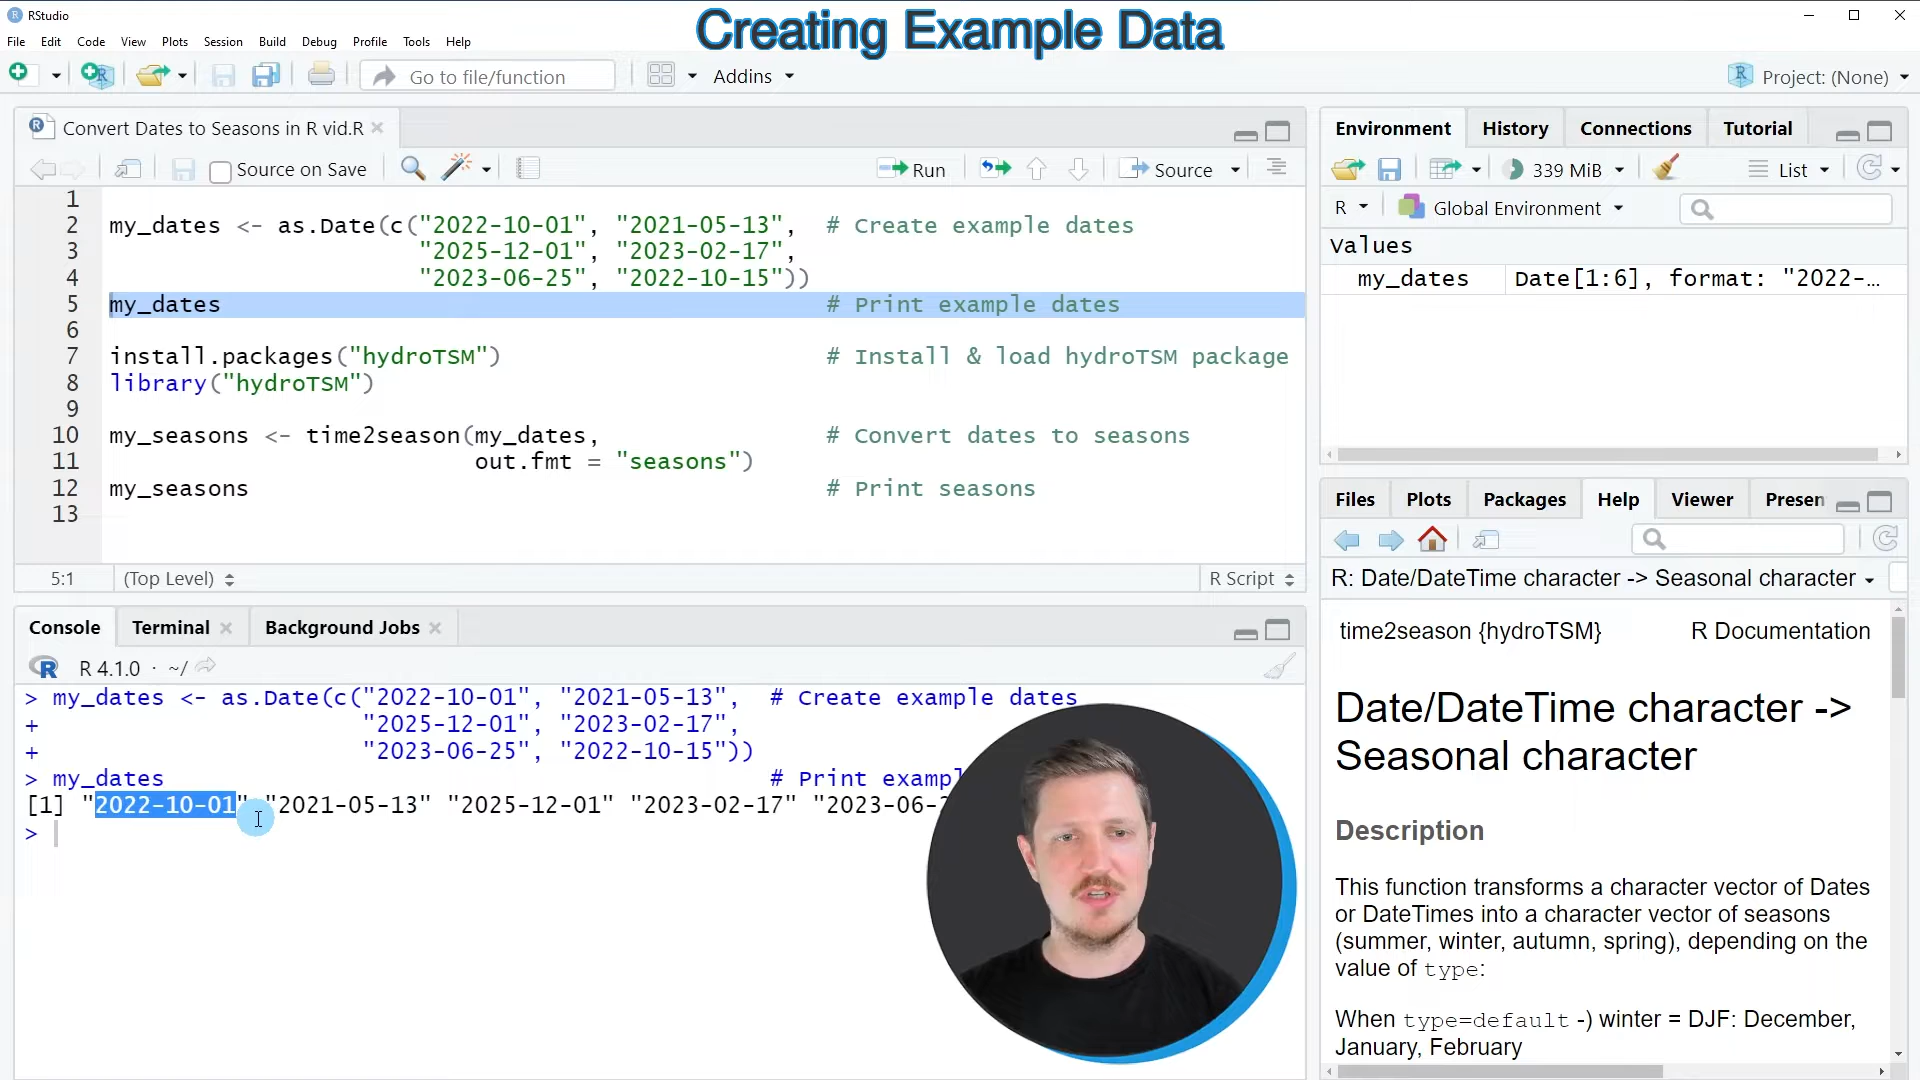 RStudio
Creating Example Data
File Edit Code View Plots Session Build Debug Profile Tools Help
Go to file/function
Addins
Project: (None)
Convert Dates to Seasons in R vid.R
Source on Save
Run
Source
1
2 my_dates <- as.Date(c("2022-10-01", "2021-05-13", # Create example dates
3 "2025-12-01", "2023-02-17",
4 "2023-06-25", "2022-10-15"))
5 my_dates # Print example dates
6
7 install.packages("hydroTSM") # Install & load hydroTSM package
8 library("hydroTSM")
9
10 my_seasons <- time2season(my_dates, # Convert dates to seasons
11 out.fmt = "seasons")
12 my_seasons # Print seasons
13
5:1 (Top Level) R Script
Console Terminal Background Jobs
R 4.1.0 · ~/
> my_dates <- as.Date(c("2022-10-01", "2021-05-13", # Create example dates
+ "2025-12-01", "2023-02-17",
+ "2023-06-25", "2022-10-15"))
> my_dates # Print examp
[1] "2022-10-01" "2021-05-13" "2025-12-01" "2023-02-17" "2023-06-
>
Environment History Connections Tutorial
339 MiB
List
R Global Environment
Values
my_dates Date[1:6], format: "2022-...
Files Plots Packages Help Viewer Presen
R: Date/DateTime character -> Seasonal character
time2season {hydroTSM} R Documentation
Date/DateTime character ->
Seasonal character
Description
This function transforms a character vector of Dates
or DateTimes into a character vector of seasons
(summer, winter, autumn, spring), depending on the
value of type:
When type=default -) winter = DJF: December,
January, February